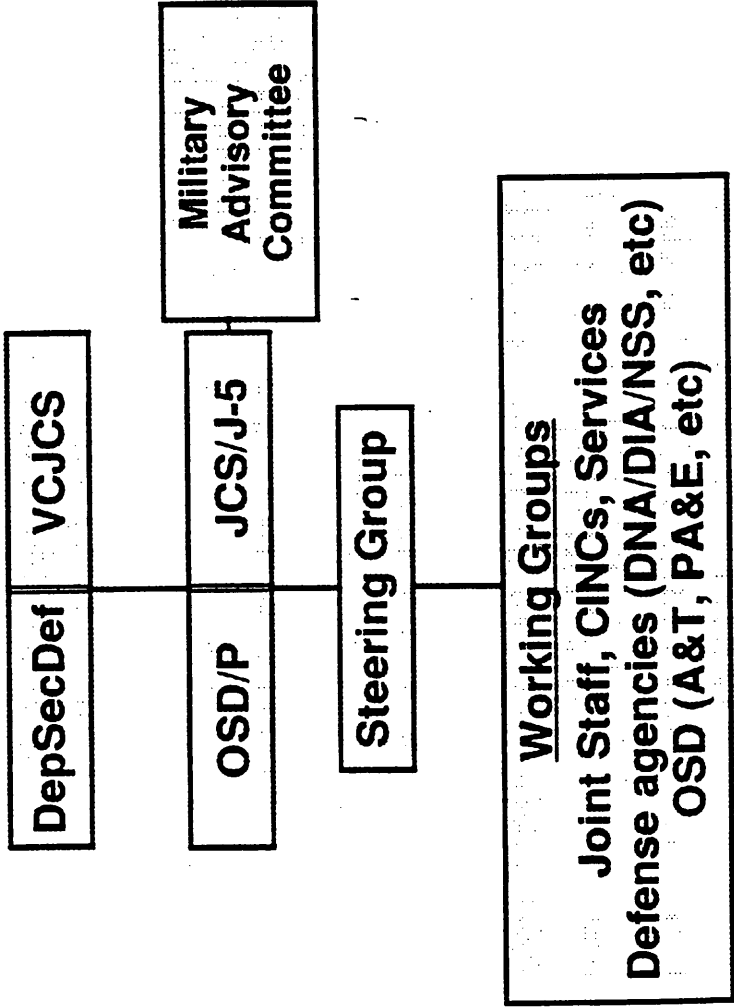 DepSecDef VCJCS
OSD/P JCS/J-5
Military
Advisory
Committee
Steering Group
Working Groups
Joint Staff, CINCs, Services
Defense agencies (DNA/DIA/NSS, etc)
OSD (A&T, PA&E, etc)